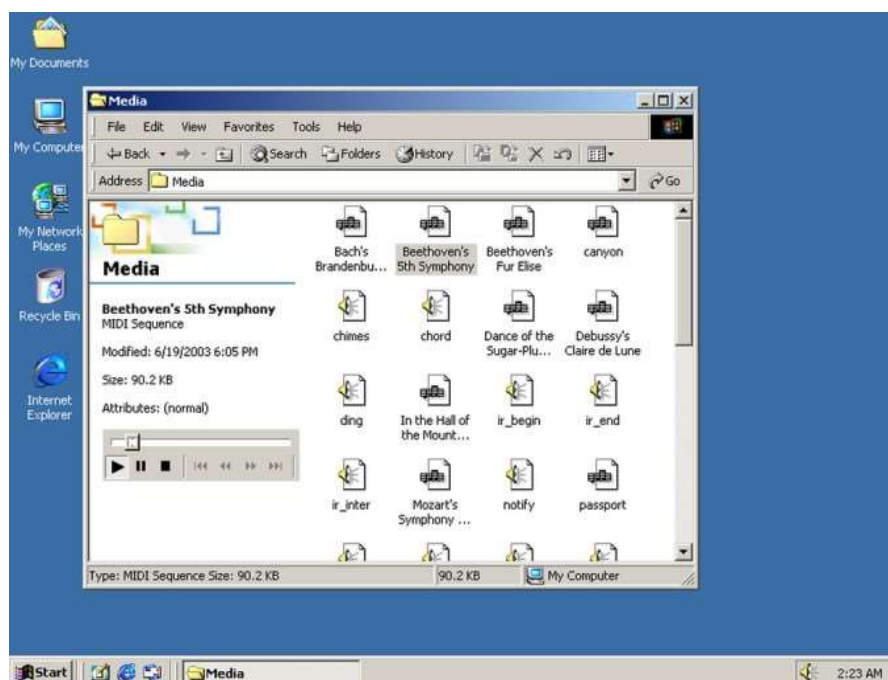 My Documents
My Computer
My Network
Places
Recycle Bin
Internet
Explorer
Media
File Edit View Favorites Tools Help
Back Search Folders History
Address Media Go
Media
Beethoven's 5th Symphony
MIDI Sequence
Modified: 6/19/2003 6:05 PM
Size: 90.2 KB
Attributes: (normal)
Bach's
Brandenbu...
Beethoven's
5th Symphony
Beethoven's
Fur Elise
canyon
chimes
chord
Dance of the
Sugar-Plu...
Debussy's
Claire de Lune
ding
In the Hall of
the Mount...
ir_begin
ir_end
ir_inter
Mozart's
Symphony ...
notify
passport
Type: MIDI Sequence Size: 90.2 KB 90.2 KB My Computer
Start Media 2:23 AM